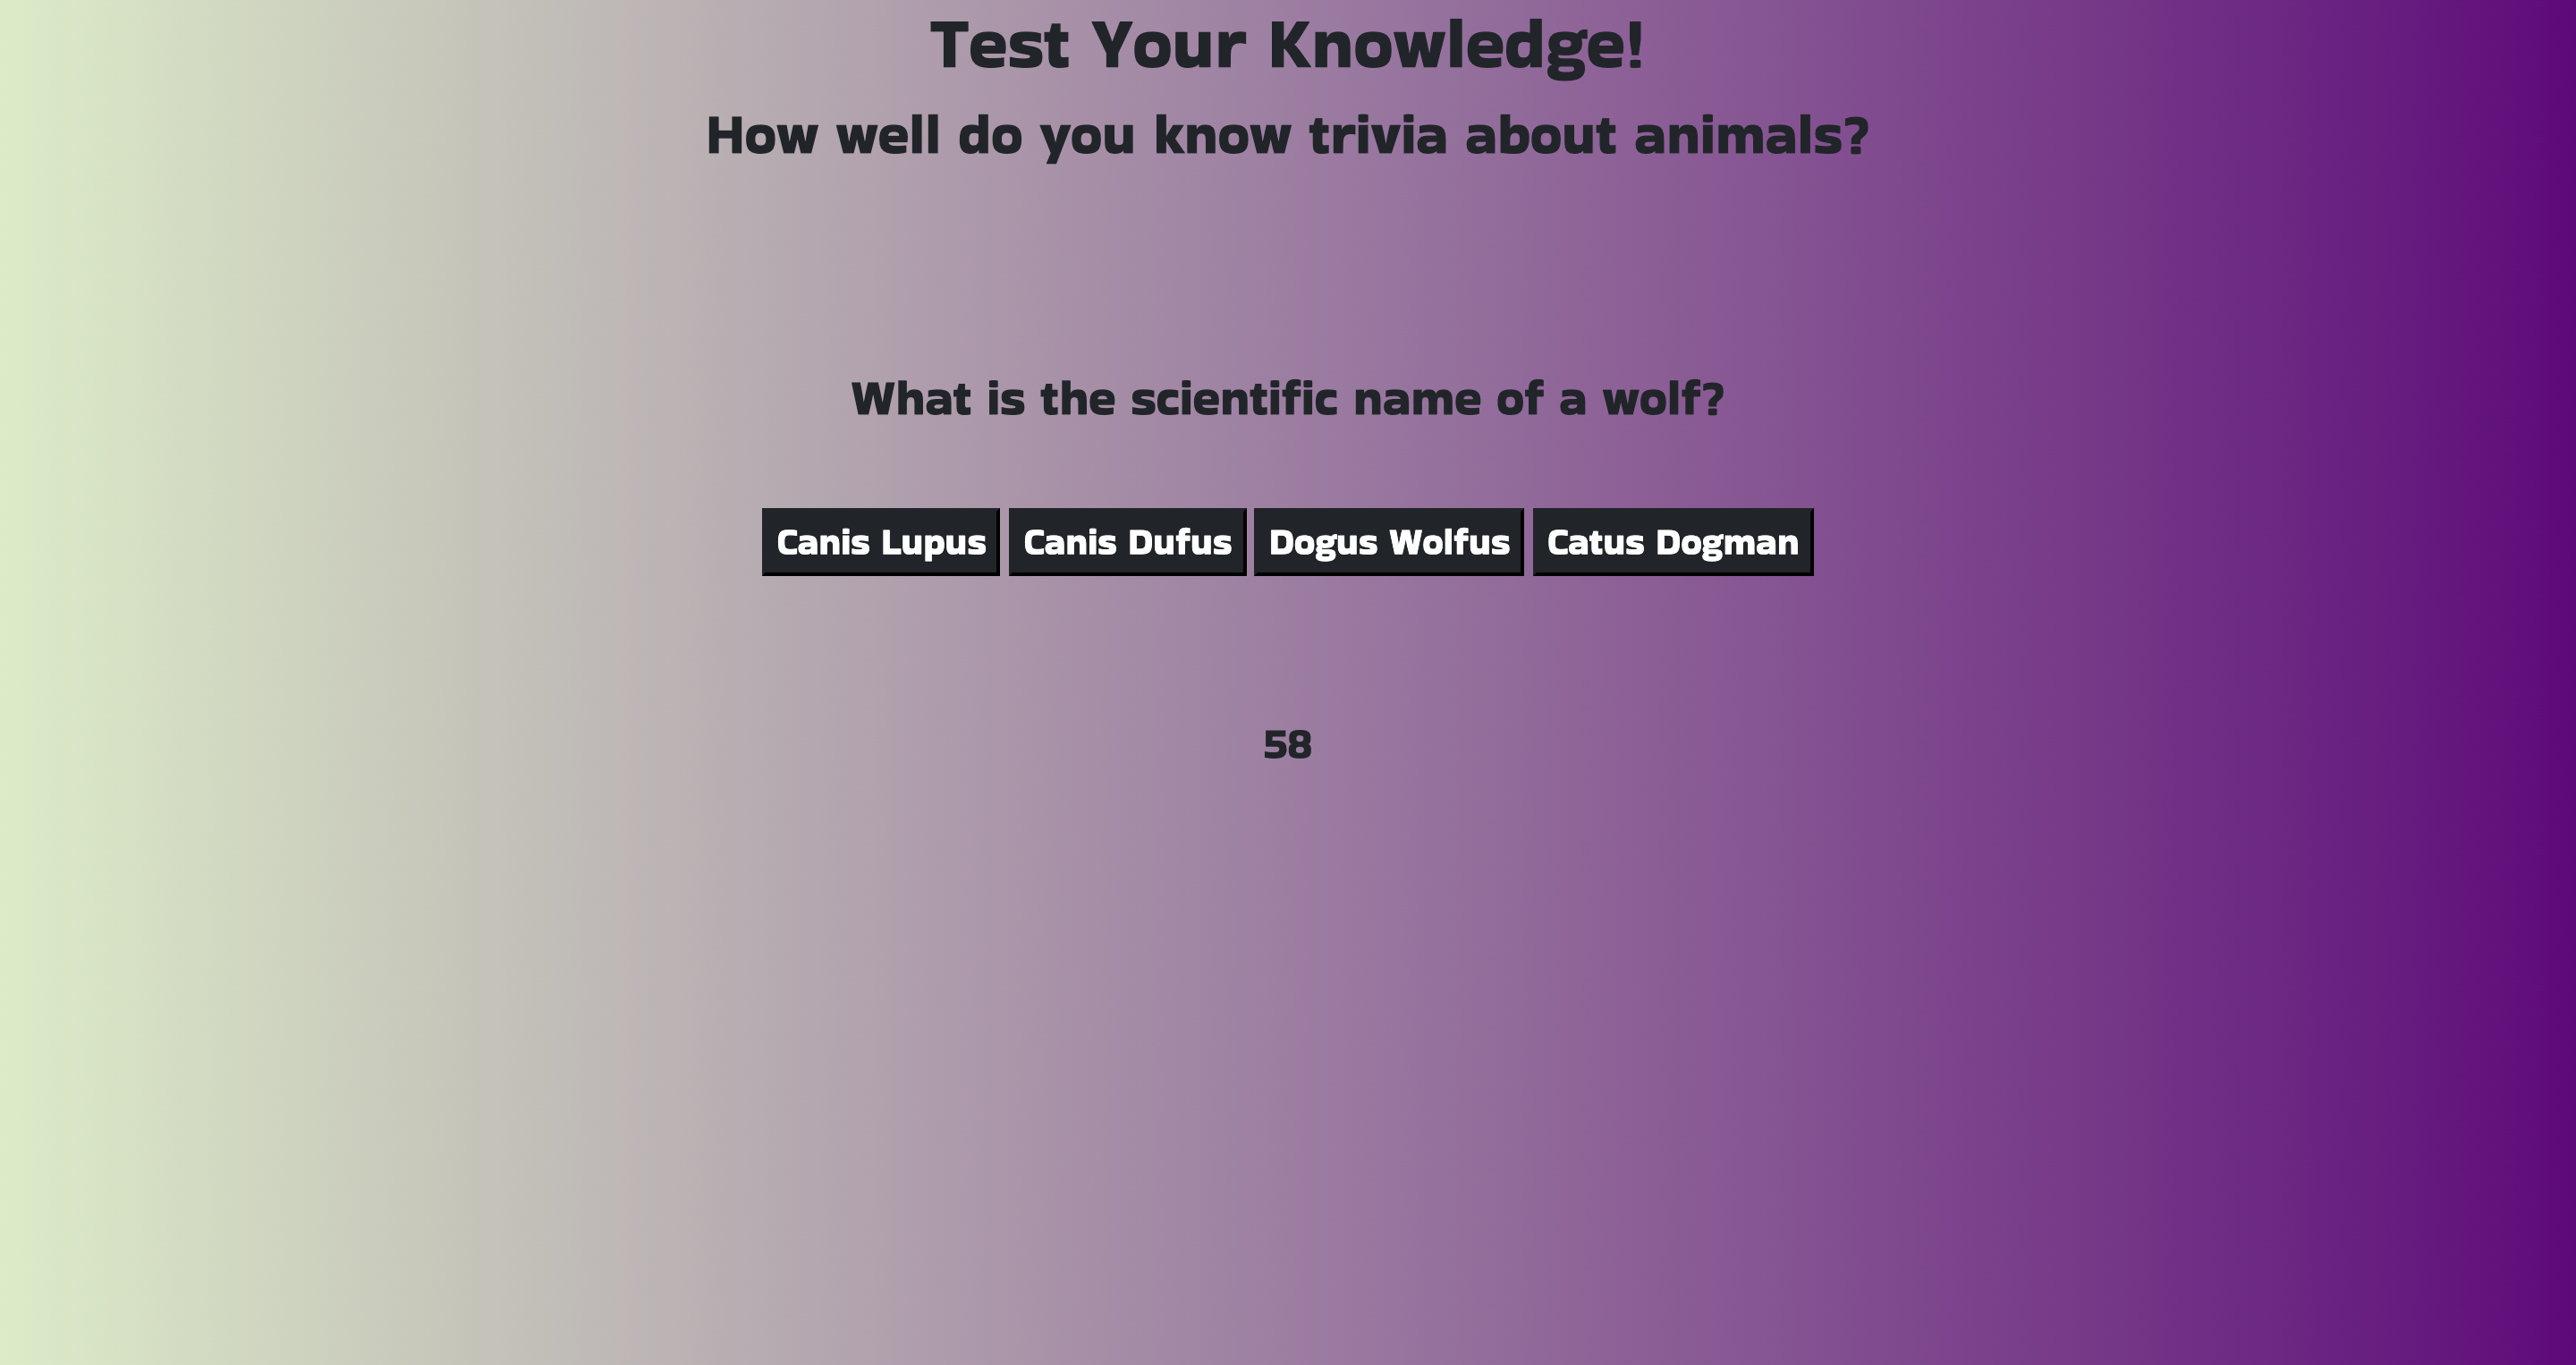 Test Your Knowledge!
How well do you know trivia about animals?
What is the scientific name of a wolf?
Canis Lupus Canis Dufus Dogus Wolfus Catus Dogman
58